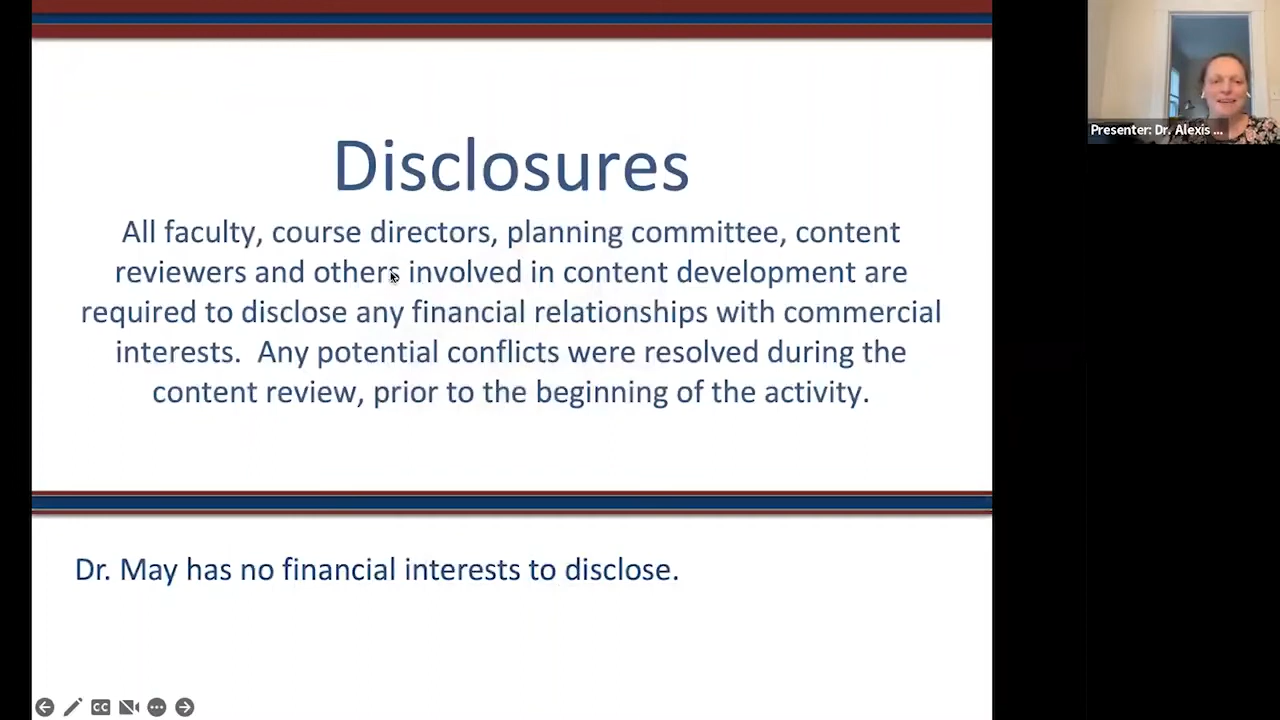 Disclosures
All faculty, course directors, planning committee, content
reviewers and others involved in content development are
required to disclose any financial relationships with commercial
interests.  Any potential conflicts were resolved during the
content review, prior to the beginning of the activity.
Dr. May has no financial interests to disclose.
Presenter: Dr. Alexis ...
CC